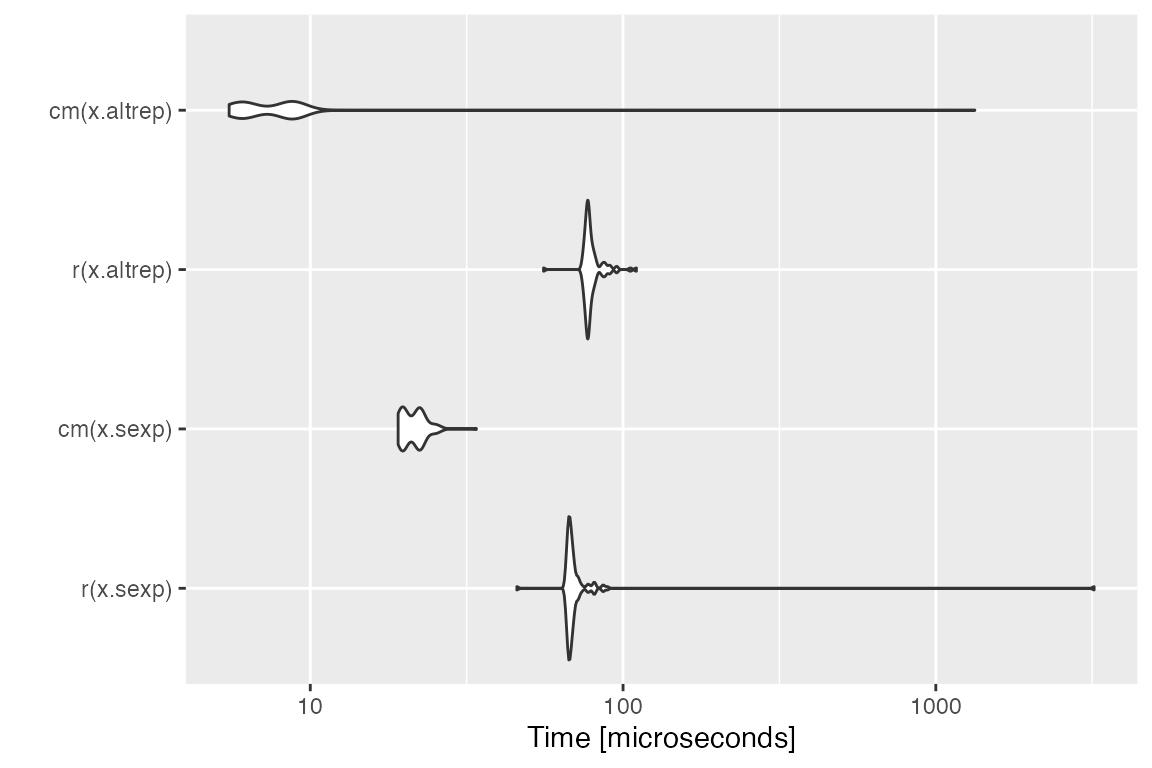 cm(x.altrep)
r(x.altrep)
cm(x.sexp)
r(x.sexp)
10 100 1000
Time [microseconds]